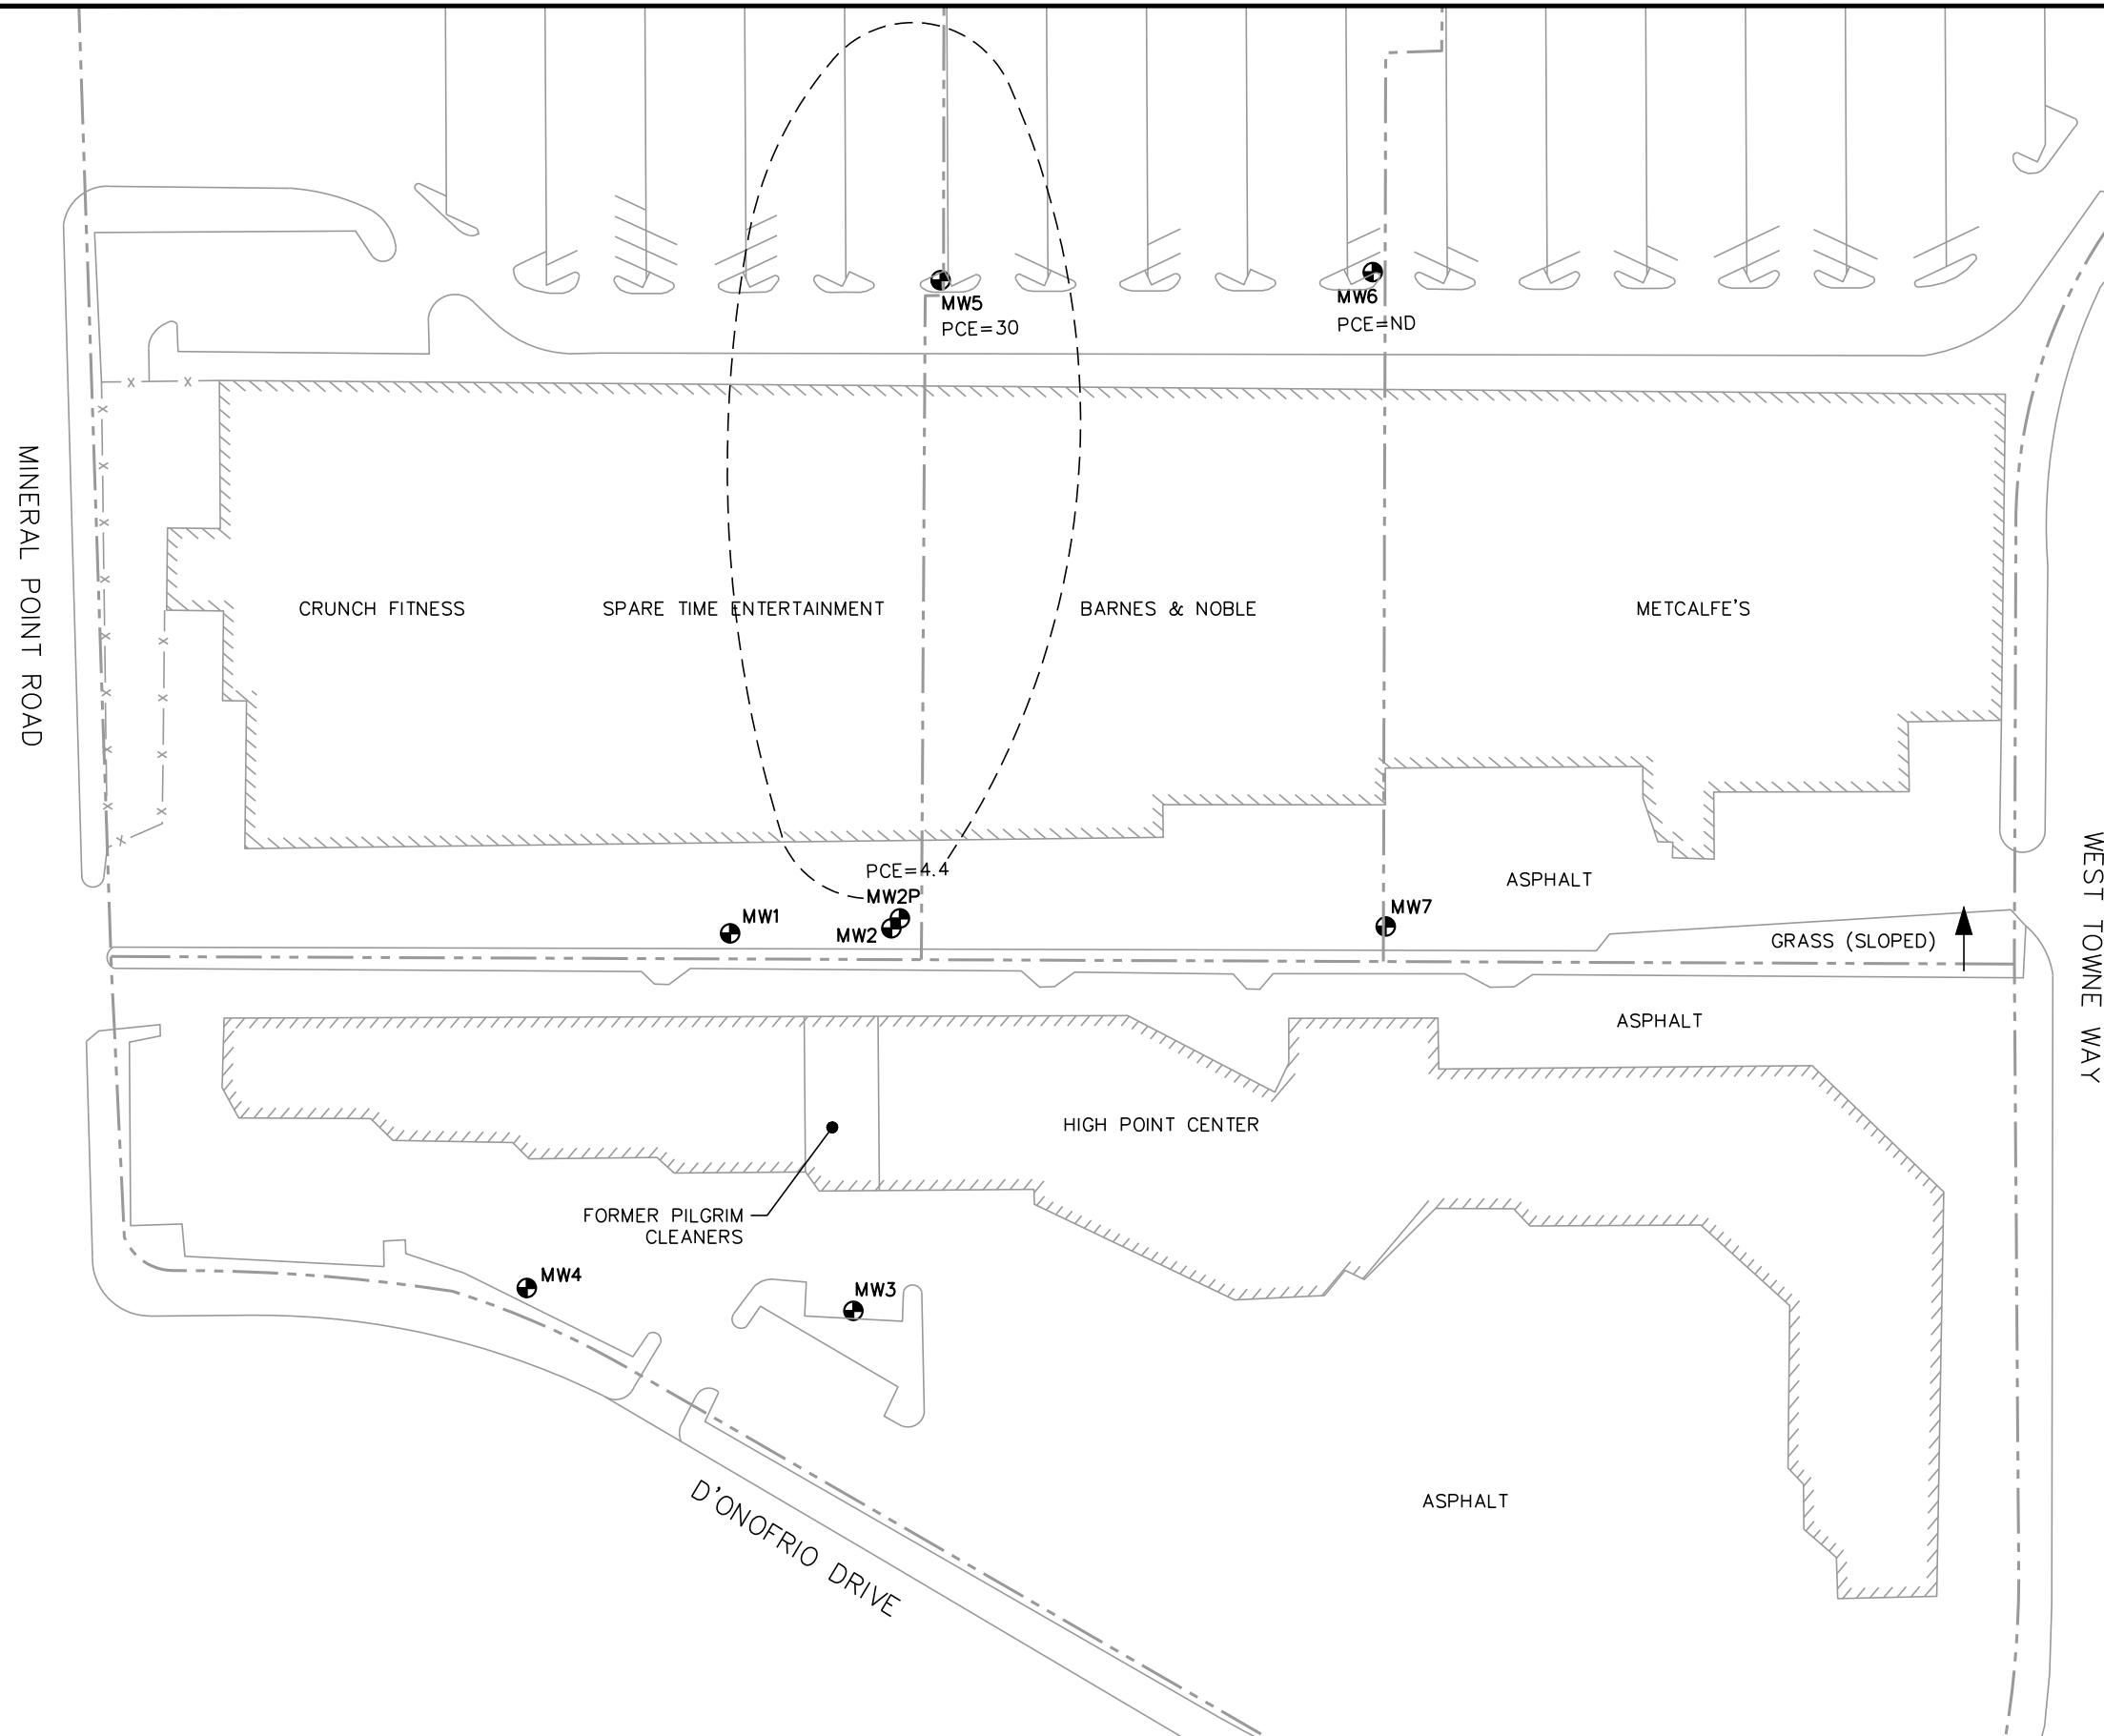 MW5
PCE=30
MW6
PCE=ND
MINERAL POINT ROAD
CRUNCH FITNESS
SPARE TIME ENTERTAINMENT
BARNES & NOBLE
METCALFE'S
PCE=4.4
MW2P
MW1
MW2
MW7
ASPHALT
GRASS (SLOPED)
WEST TOWNE WAY
ASPHALT
HIGH POINT CENTER
FORMER PILGRIM
CLEANERS
MW4
MW3
D'ONOFRIO DRIVE
ASPHALT